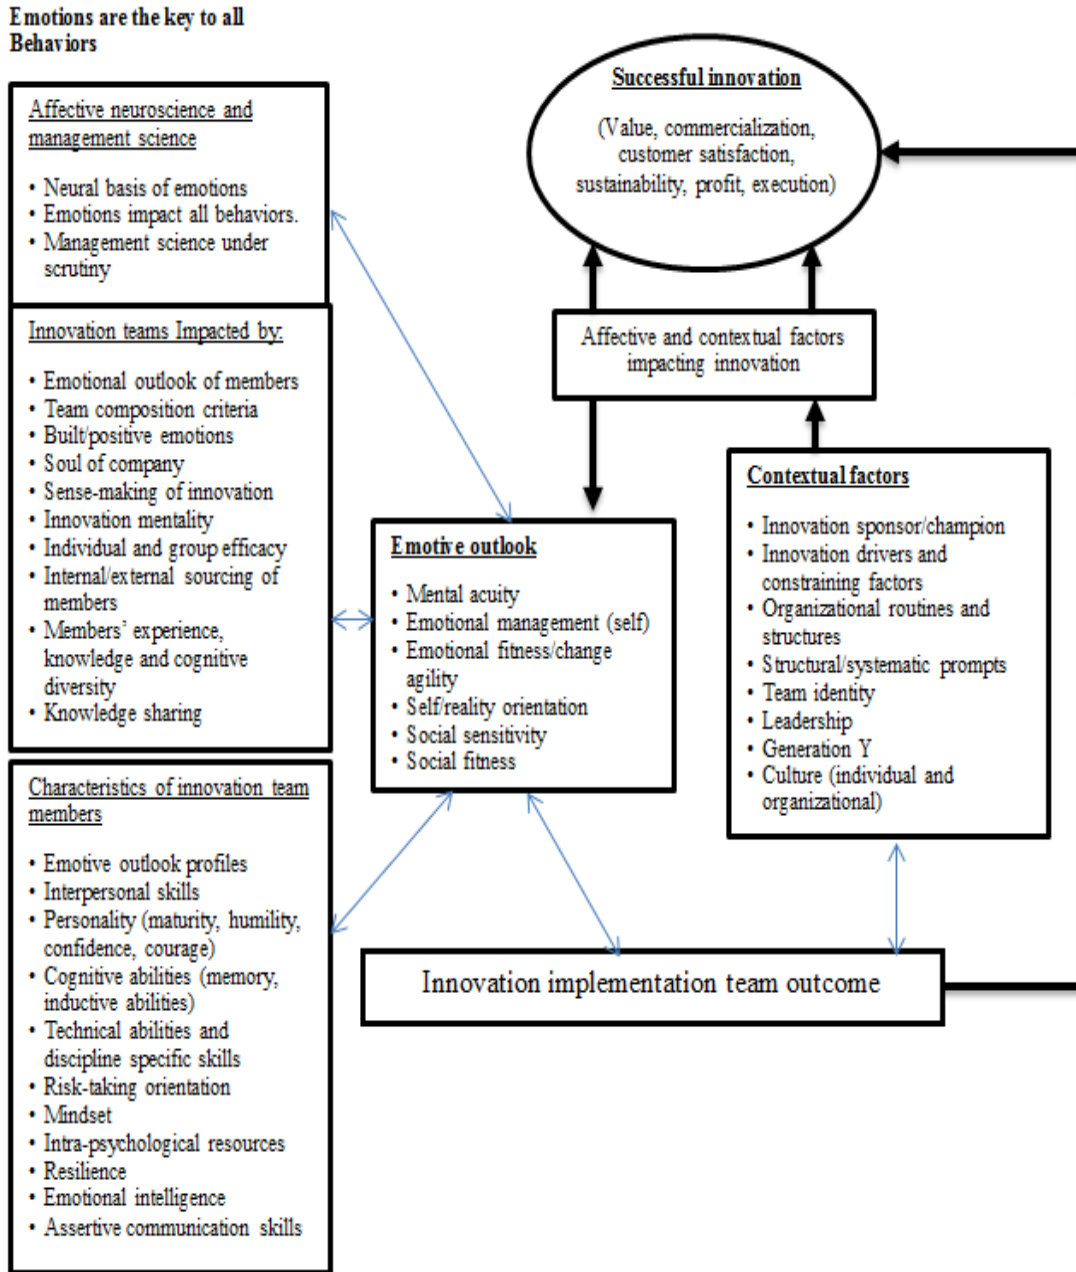 Emotions are the key to all
Behaviors
Affective neuroscience and
management science
• Neural basis of emotions
• Emotions impact all behaviors.
• Management science under
scrutiny
Innovation teams Impacted by:
• Emotional outlook of members
• Team composition criteria
• Built/positive emotions
• Soul of company
• Sense-making of innovation
• Innovation mentality
• Individual and group efficacy
• Internal/external sourcing of
members
• Members’ experience,
knowledge and cognitive
diversity
• Knowledge sharing
Characteristics of innovation team
members
• Emotive outlook profiles
• Interpersonal skills
• Personality (maturity, humility,
confidence, courage)
• Cognitive abilities (memory,
inductive abilities)
• Technical abilities and
discipline specific skills
• Risk-taking orientation
• Mindset
• Intra-psychological resources
• Resilience
• Emotional intelligence
• Assertive communication skills
Successful innovation
(Value, commercialization,
customer satisfaction,
sustainability, profit, execution)
Affective and contextual factors
impacting innovation
Emotive outlook
• Mental acuity
• Emotional management (self)
• Emotional fitness/change
agility
• Self/reality orientation
• Social sensitivity
• Social fitness
Contextual factors
• Innovation sponsor/champion
• Innovation drivers and
constraining factors
• Organizational routines and
structures
• Structural/systematic prompts
• Team identity
• Leadership
• Generation Y
• Culture (individual and
organizational)
Innovation implementation team outcome